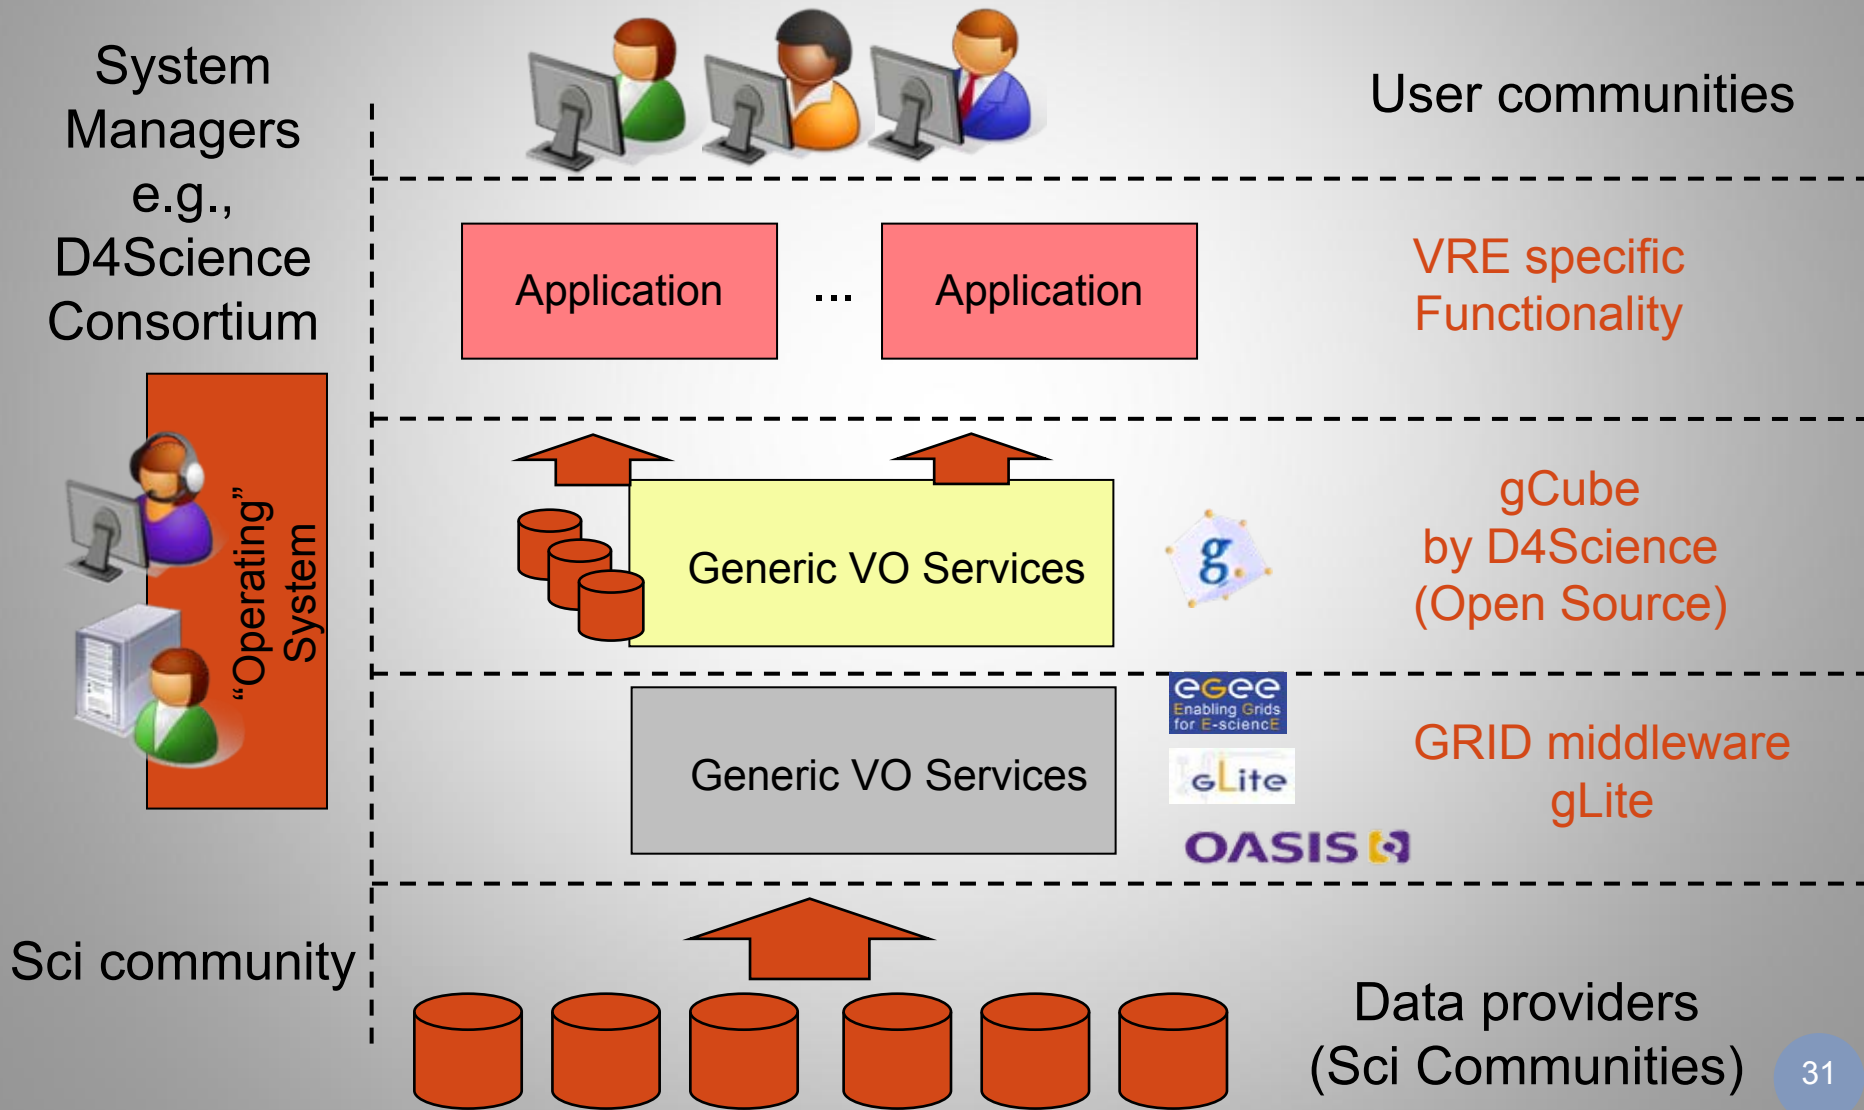 System
Managers
e.g.,
D4Science
Consortium
User communities
Application
...
Application
VRE specific
Functionality
“Operating”
System
Generic VO Services
g
gCube
by D4Science
(Open Source)
Generic VO Services
eGee
Enabling Grids
for E-sciencE
gLite
OASIS
GRID middleware
gLite
Sci community
Data providers
(Sci Communities)
31